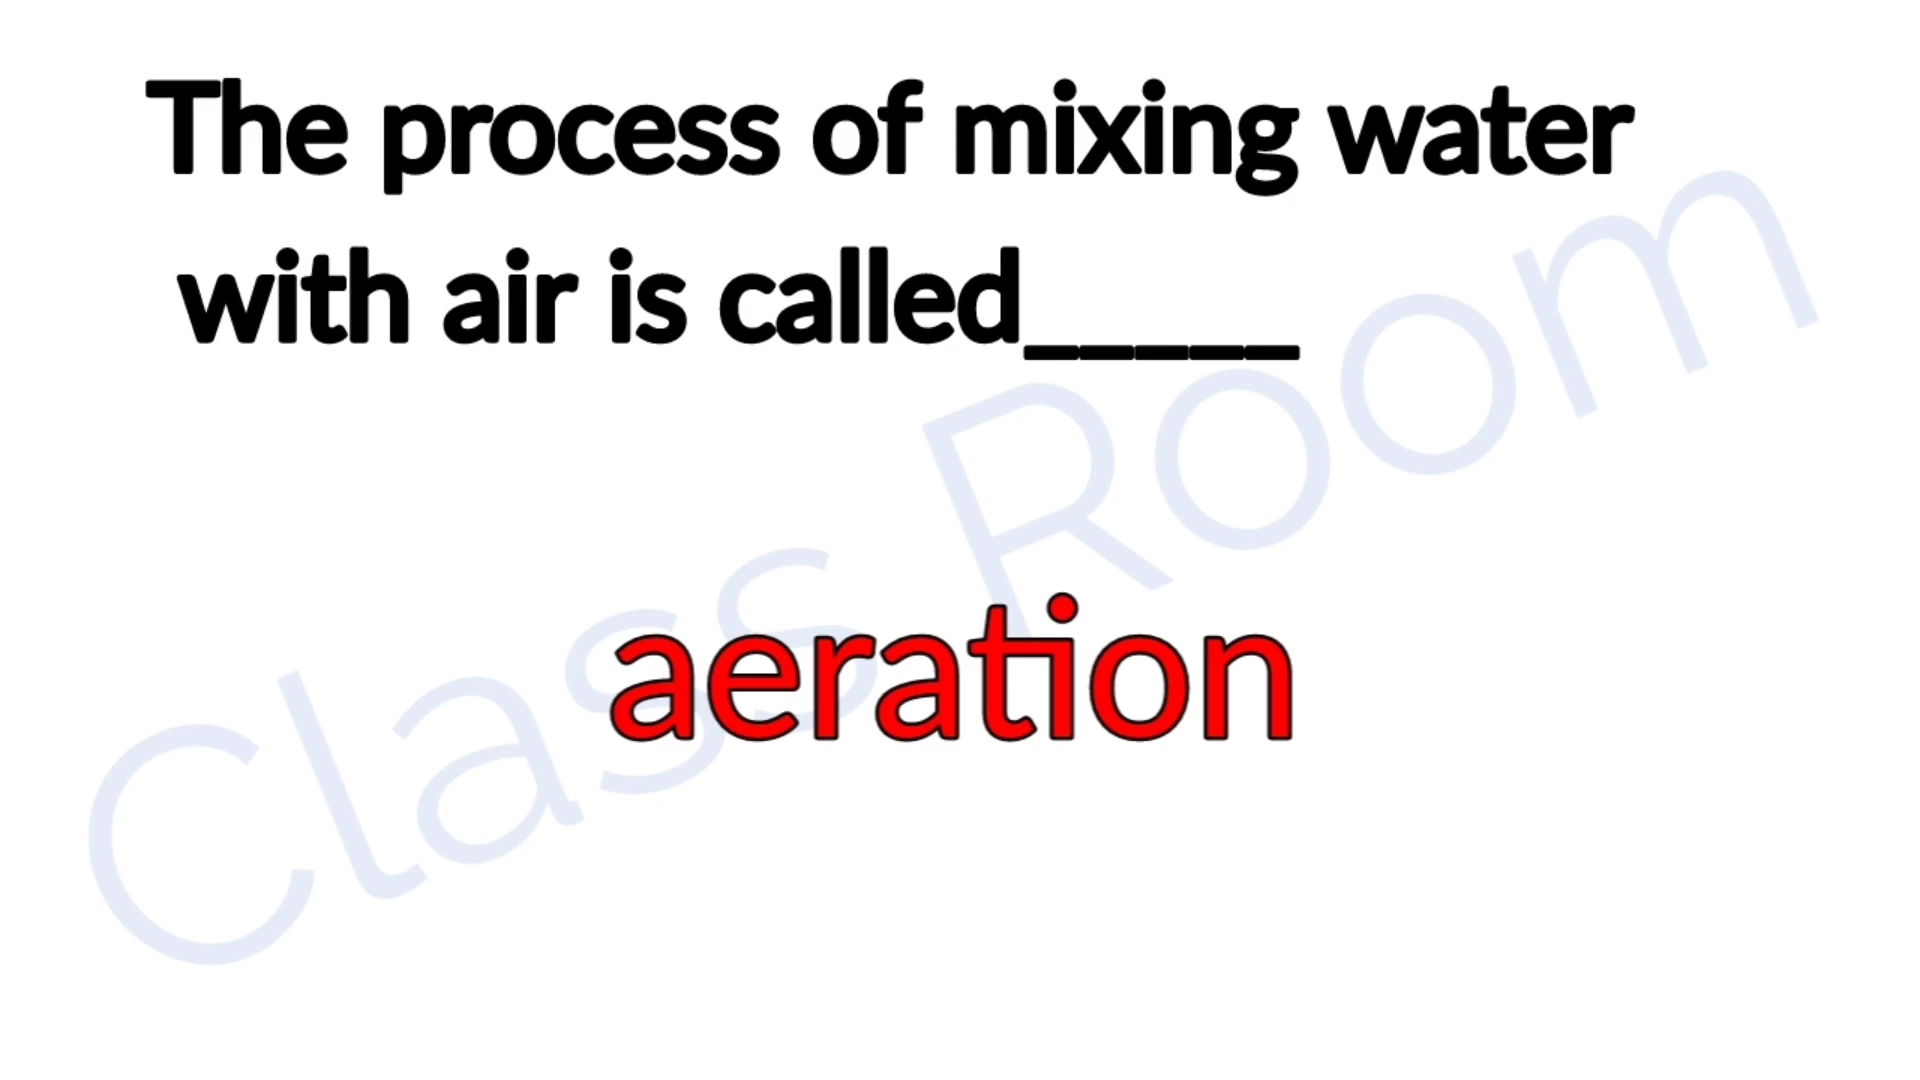 The process of mixing water
with air is called_____
Class Room
aeration